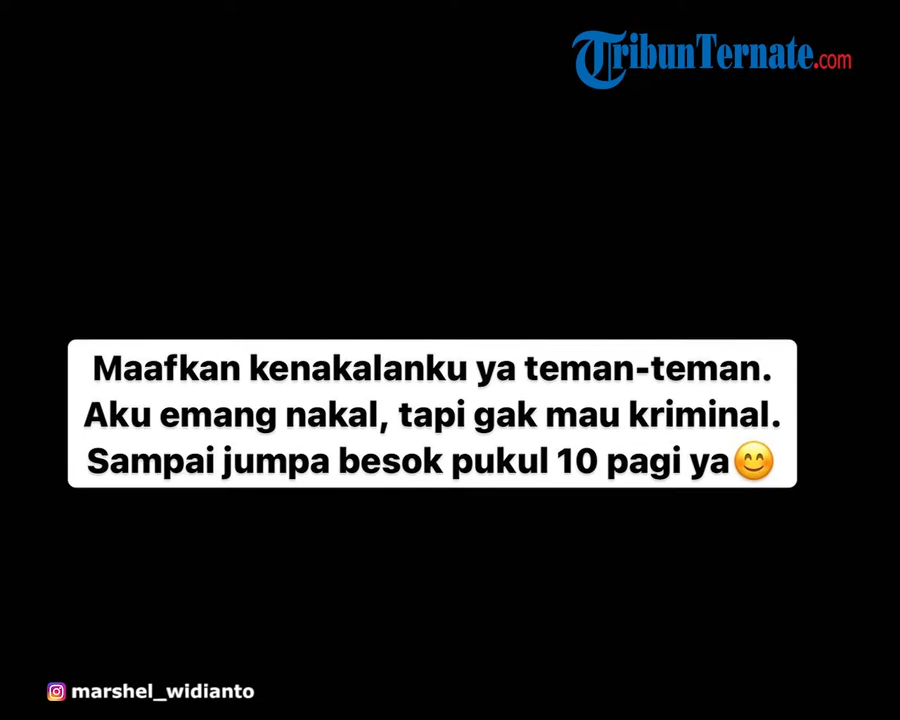 TribunTernate.com
Maafkan kenakalanku ya teman-teman.
Aku emang nakal, tapi gak mau kriminal.
Sampai jumpa besok pukul 10 pagi ya😊
marshel_widianto